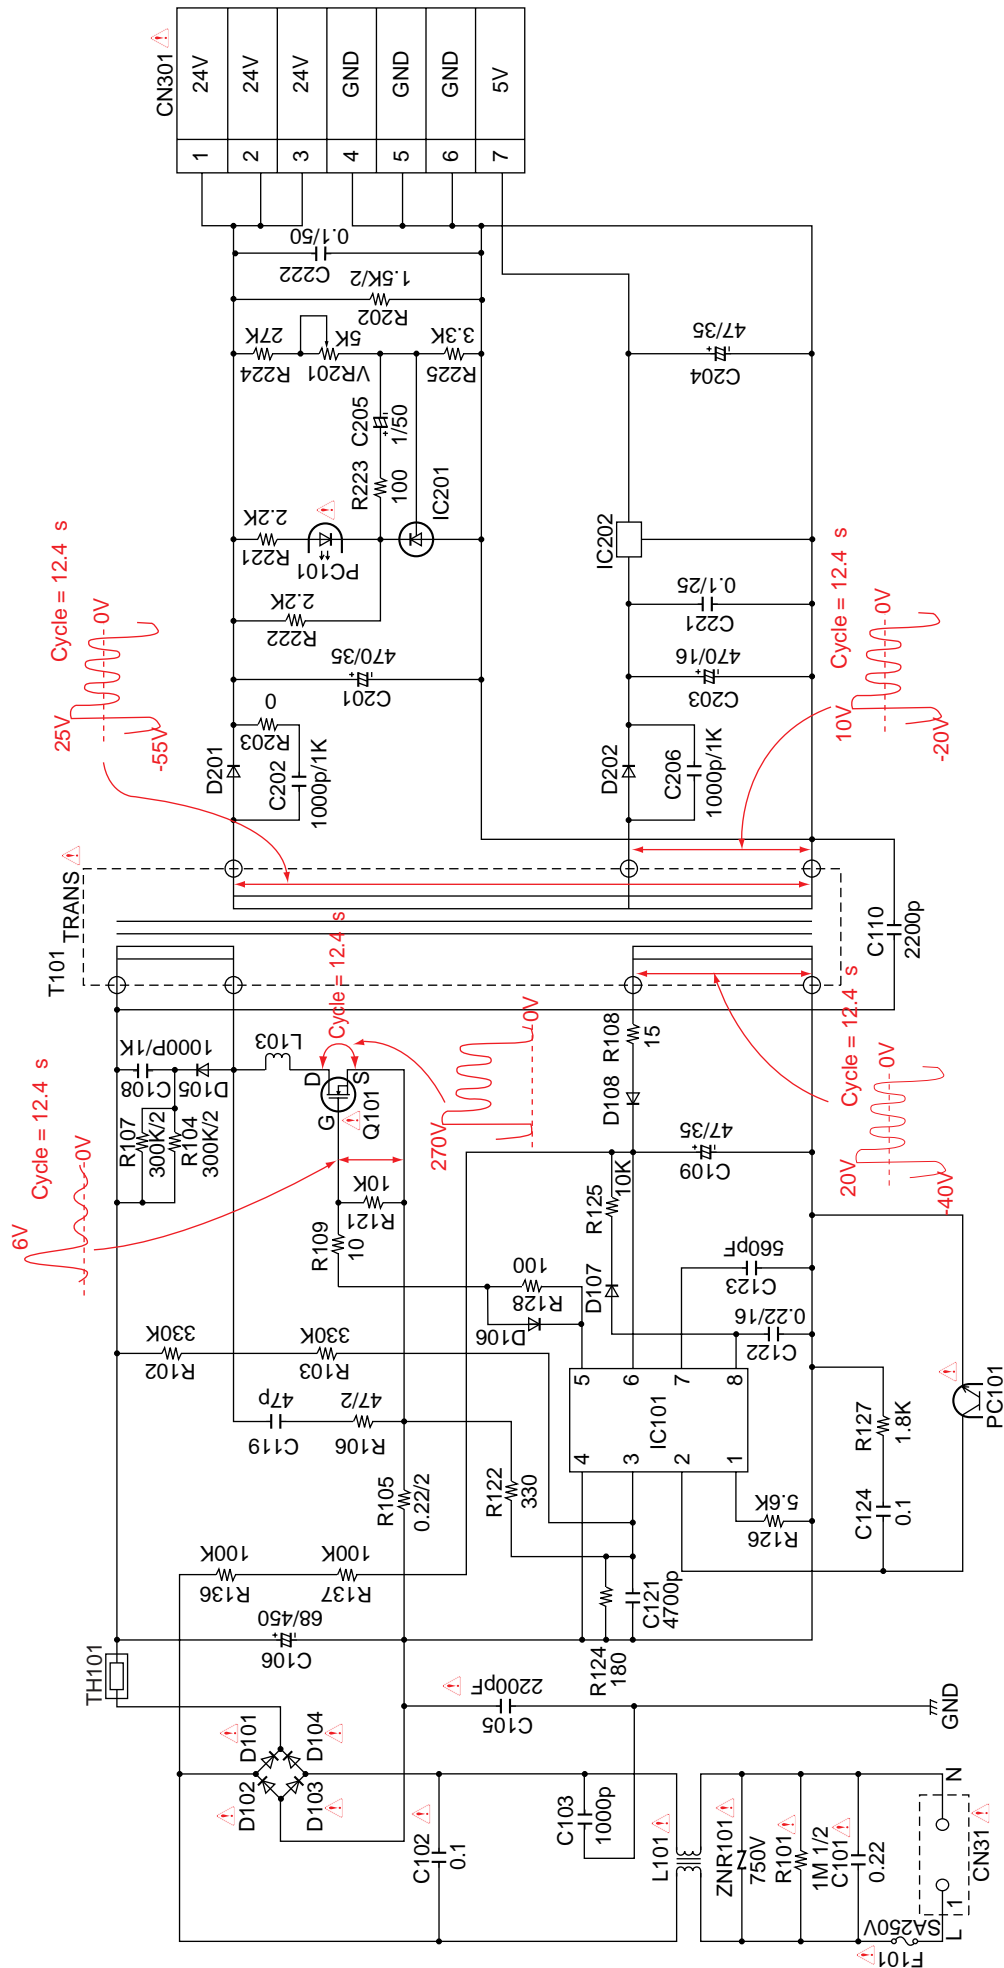 CN301
1 24V
2 24V
3 24V
4 GND
5 GND
6 GND
7 5V
0.1/50
C222
1.5K/2
R202
27K
R224
5K
VR201
3.3K
R225
C205
1/50
R223
100
IC201
2.2K
R221
PC101
2.2K
R222
470/35
C201
0
R203
C202
1000p/1K
D201
47/35
C204
IC202
0.1/25
C221
470/16
C203
D202
C206
1000p/1K
Cycle = 12.4 s
25V
0V
-55V
Cycle = 12.4 s
10V
0V
-20V
T101
TRANS
C110
2200p
Cycle = 12.4 s
L103
1000P/1K
C108
D105
R107
300K/2
R104
300K/2
D
S
G
Q101
270V
0V
Cycle = 12.4 s
6V
0V
10K
R121
R109
10
R108
15
D108
47/35
C109
Cycle = 12.4 s
20V
0V
-40V
R125
10K
D107
100
R128
D106
560pF
C123
0.22/16
C122
330K
R102
330K
R103
47p
C119
47/2
R106
R105
0.22/2
R122
330
5
6
7
8
IC101
4
3
2
1
5.6K
R126
R127
1.8K
C124
0.1
PC101
100K
R136
100K
R137
68/450
C106
TH101
R124
180
C121
4700p
2200pF
C105
GND
D101
D104
D102
D103
C102
0.1
C103
1000p
L101
ZNR101
750V
R101
1M 1/2
C101
0.22
N
CN31
L
1
5A250V
F101